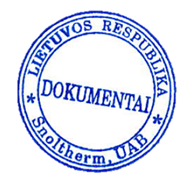 LIETUVOS RESPUBLIKA
DOKUMENTAI
* Snoltherm, UAB *